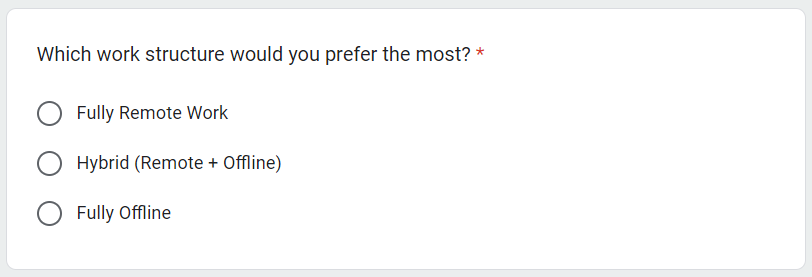 Which work structure would you prefer the most? *
Fully Remote Work
Hybrid (Remote + Offline)
Fully Offline